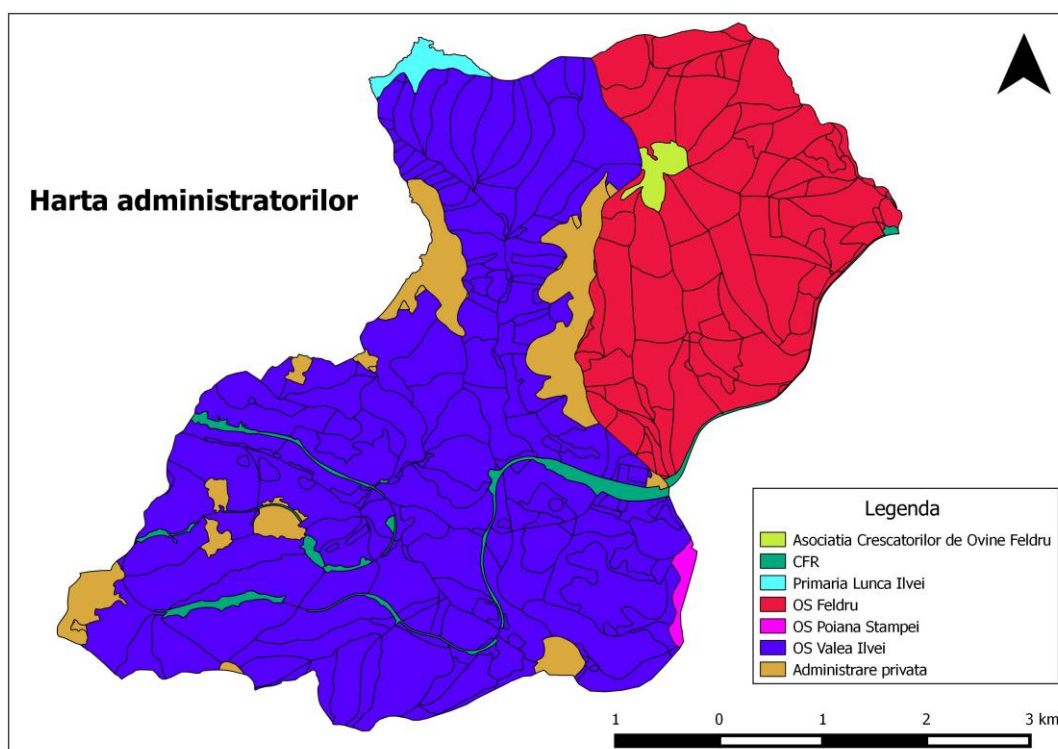 Harta administratorilor
Legenda
Asociatia Crescatorilor de Ovine Feldru
CFR
Primaria Lunca Ilvei
OS Feldru
OS Poiana Stampei
OS Valea Ilvei
Administrare privata
1 0 1 2 3 km